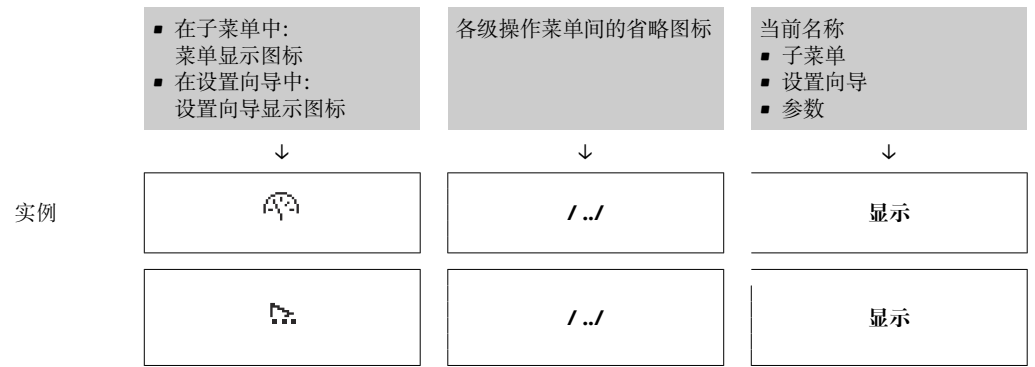 ▪ 在子菜单中:
菜单显示图标
▪ 在设置向导中:
设置向导显示图标
各级操作菜单间的省略图标
当前名称
▪ 子菜单
▪ 设置向导
▪ 参数
↓ ↓ ↓
实例
/ ../
显示
/ ../
显示